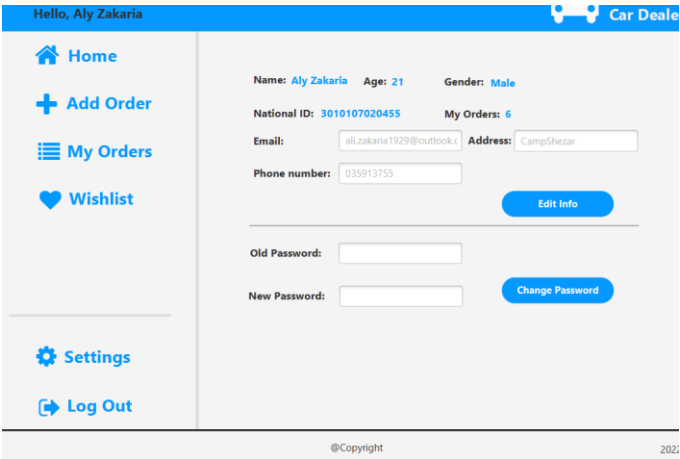 Hello, Aly Zakaria
Car Deale
Home
Add Order
My Orders
Wishlist
Settings
Log Out
Name: Aly Zakaria Age: 21 Gender: Male
National ID: 3010107020455 My Orders: 6
Email: ali.zakaria1929@outlook.c Address: CampShezar
Phone number: 035913755
Edit Info
Old Password:
New Password:
Change Password
@Copyright
2022